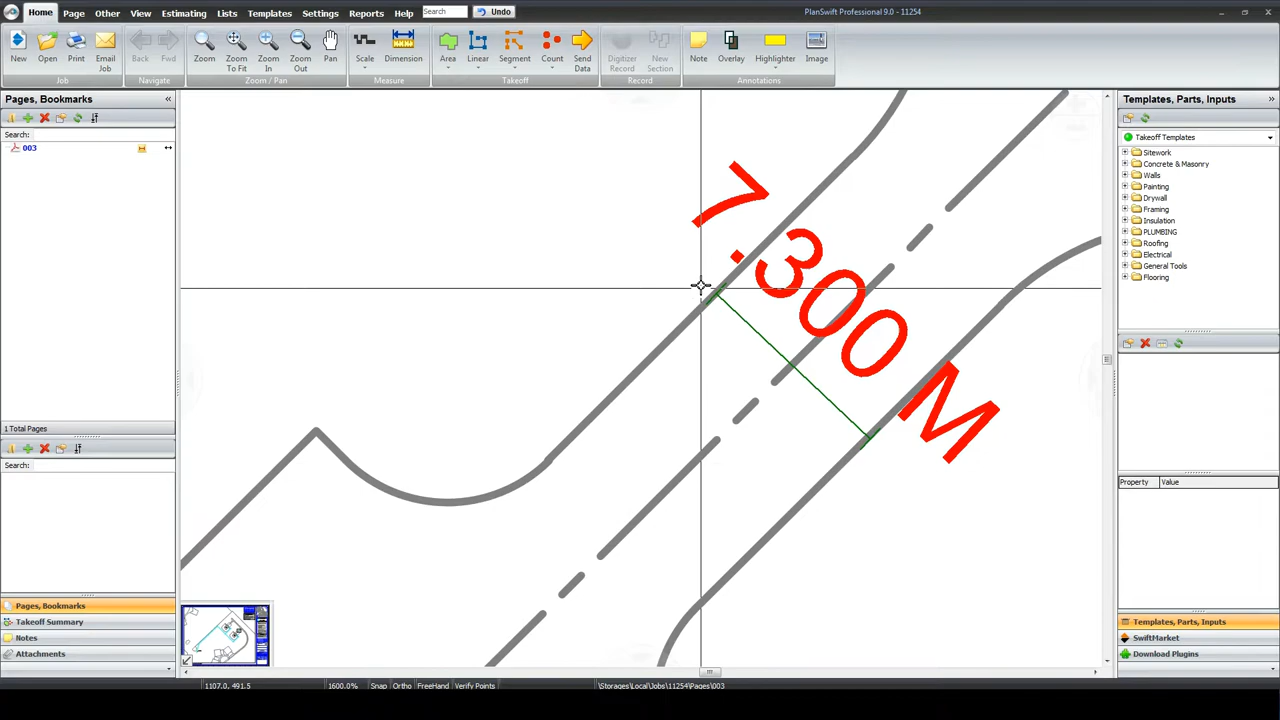 Home Page Other View Estimating Lists Templates Settings Reports Help Search Undo PlanSwift Professional 9.0 - 11254
New Open Print Email Job Back Fwd Zoom Zoom To Fit Zoom In Zoom Out Pan Scale Dimension Area Linear Segment Count Send Data Digitizer Record New Section Note Overlay Highlighter Image
Job Navigate Zoom / Pan Measure Takeoff Record Annotations
Pages, Bookmarks «
Search:
003
1 Total Pages
Search:
Pages, Bookmarks
Takeoff Summary
Notes
Attachments
7.300 M
Templates, Parts, Inputs »
Takeoff Templates
Sitework
Concrete & Masonry
Walls
Painting
Drywall
Framing
Insulation
PLUMBING
Roofing
Electrical
General Tools
Flooring
Property Value
Templates, Parts, Inputs
SwiftMarket
Download Plugins
1107.0, 491.5 1600.0% Snap Ortho FreeHand Verify Points \Storages\Local\Jobs\11254\Pages\003